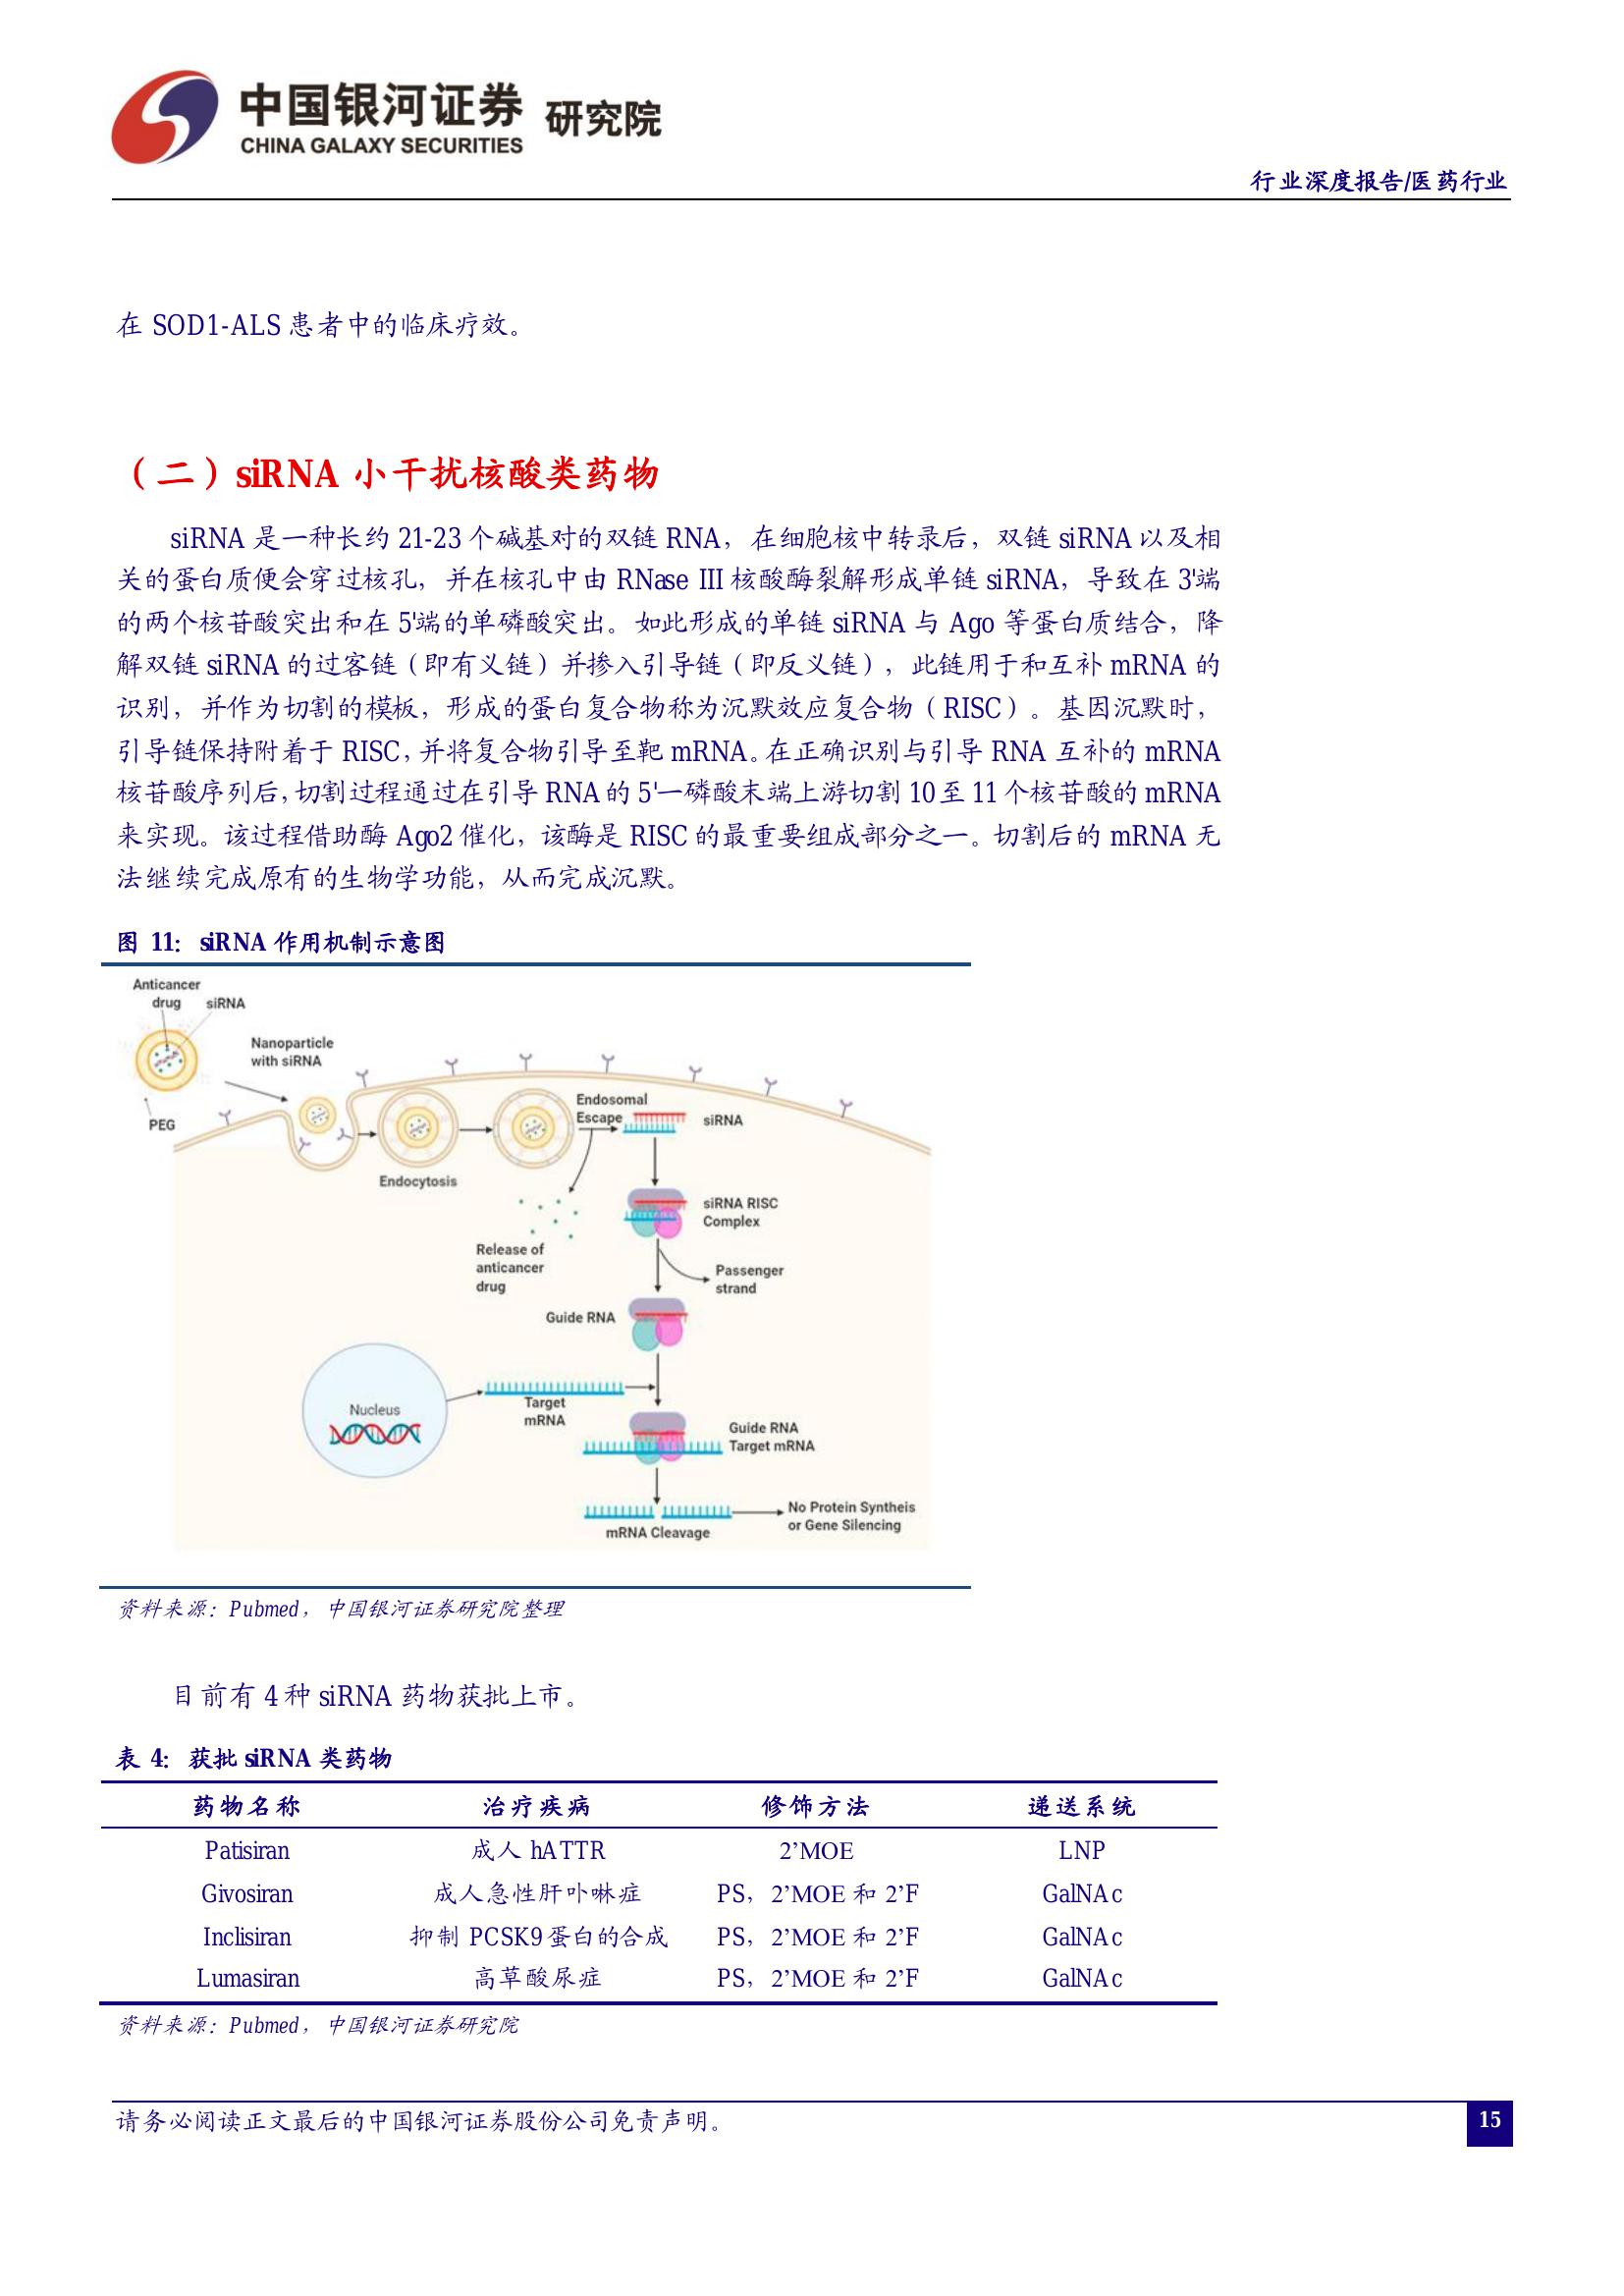 中国银河证券 研究院
CHINA GALAXY SECURITIES
行业深度报告/医药行业
在 SOD1-ALS 患者中的临床疗效。
（二）siRNA 小干扰核酸类药物
siRNA 是一种长约 21-23 个碱基对的双链 RNA，在细胞核中转录后，双链 siRNA 以及相
关的蛋白质便会穿过核孔，并在核孔中由 RNase III 核酸酶裂解形成单链 siRNA，导致在 3'端
的两个核苷酸突出和在 5'端的单磷酸突出。如此形成的单链 siRNA 与 Ago 等蛋白质结合，降
解双链 siRNA 的过客链（即有义链）并掺入引导链（即反义链），此链用于和互补 mRNA 的
识别，并作为切割的模板，形成的蛋白复合物称为沉默效应复合物（RISC）。基因沉默时，
引导链保持附着于 RISC，并将复合物引导至靶 mRNA。在正确识别与引导 RNA 互补的 mRNA
核苷酸序列后，切割过程通过在引导 RNA 的 5'一磷酸末端上游切割 10 至 11 个核苷酸的 mRNA
来实现。该过程借助酶 Ago2 催化，该酶是 RISC 的最重要组成部分之一。切割后的 mRNA 无
法继续完成原有的生物学功能，从而完成沉默。
图 11：siRNA 作用机制示意图
Anticancer
drug siRNA
Nanoparticle
with siRNA
PEG
Endosomal
Escape
siRNA
Endocytosis
siRNA RISC
Complex
Release of
anticancer
drug
Passenger
strand
Guide RNA
Nucleus
Target
mRNA
Guide RNA
Target mRNA
No Protein Syntheis
or Gene Silencing
mRNA Cleavage
资料来源：Pubmed，中国银河证券研究院整理
目前有 4 种 siRNA 药物获批上市。
表 4：获批 siRNA 类药物
药物名称 治疗疾病 修饰方法 递送系统
Patisiran 成人 hATTR 2’MOE LNP
Givosiran 成人急性肝卟啉症 PS，2’MOE 和 2’F GalNAc
Inclisiran 抑制 PCSK9 蛋白的合成 PS，2’MOE 和 2’F GalNAc
Lumasiran 高草酸尿症 PS，2’MOE 和 2’F GalNAc
资料来源：Pubmed，中国银河证券研究院
请务必阅读正文最后的中国银河证券股份公司免责声明。
15